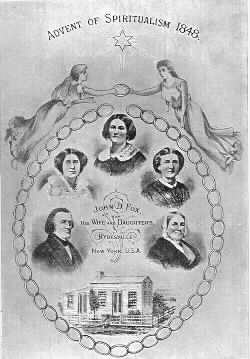 ADVENT OF SPIRITUALISM 1848.
JOHN D. FOX,
HIS WIFE AND DAUGHTERS,
HYDESVILLE
NEW YORK, U.S.A.